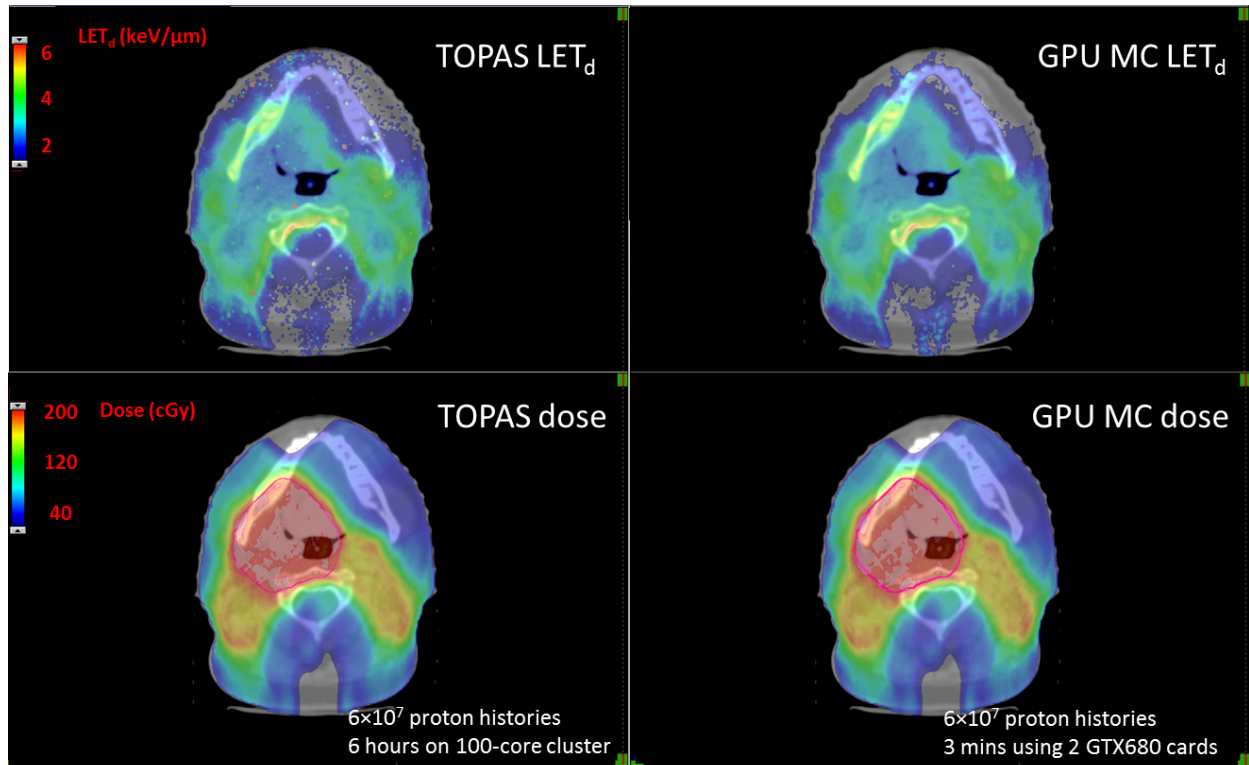 LETd (keV/μm)
6
4
2
TOPAS LETd
GPU MC LETd
Dose (cGy)
200
120
40
TOPAS dose
GPU MC dose
6×10⁷ proton histories
6 hours on 100-core cluster
6×10⁷ proton histories
3 mins using 2 GTX680 cards